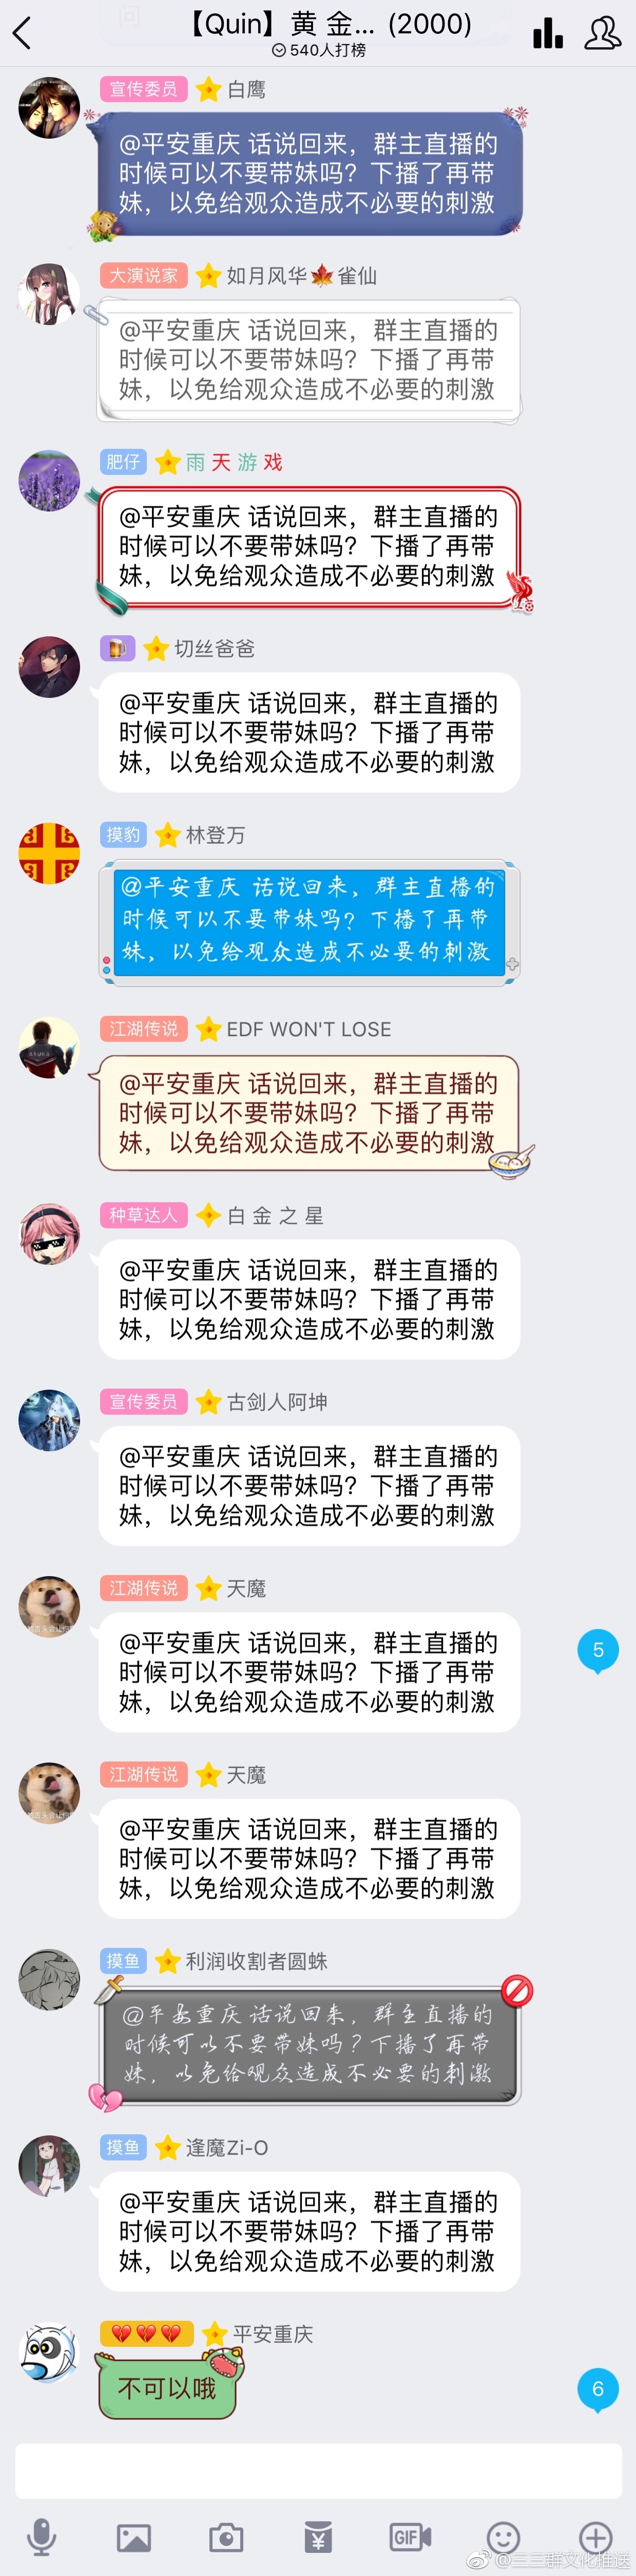 【Quin】黄 金... (2000)
540人打榜
宣传委员 白鹰
@平安重庆 话说回来，群主直播的
时候可以不要带妹吗？下播了再带
妹，以免给观众造成不必要的刺激
大演说家 如月风华🍁雀仙
@平安重庆 话说回来，群主直播的
时候可以不要带妹吗？下播了再带
妹，以免给观众造成不必要的刺激
肥仔 雨 天 游 戏
@平安重庆 话说回来，群主直播的
时候可以不要带妹吗？下播了再带
妹，以免给观众造成不必要的刺激
🍺 切丝爸爸
@平安重庆 话说回来，群主直播的
时候可以不要带妹吗？下播了再带
妹，以免给观众造成不必要的刺激
摸豹 林登万
@平安重庆 话说回来，群主直播的
时候可以不要带妹吗？下播了再带
妹，以免给观众造成不必要的刺激
江湖传说 EDF WON'T LOSE
@平安重庆 话说回来，群主直播的
时候可以不要带妹吗？下播了再带
妹，以免给观众造成不必要的刺激
种草达人 白 金 之 星
@平安重庆 话说回来，群主直播的
时候可以不要带妹吗？下播了再带
妹，以免给观众造成不必要的刺激
宣传委员 古剑人阿坤
@平安重庆 话说回来，群主直播的
时候可以不要带妹吗？下播了再带
妹，以免给观众造成不必要的刺激
江湖传说 天魔
@平安重庆 话说回来，群主直播的
时候可以不要带妹吗？下播了再带
妹，以免给观众造成不必要的刺激
5
江湖传说 天魔
@平安重庆 话说回来，群主直播的
时候可以不要带妹吗？下播了再带
妹，以免给观众造成不必要的刺激
摸鱼 利润收割者圆蛛
@平安重庆 话说回来，群主直播的
时候可以不要带妹吗？下播了再带
妹，以免给观众造成不必要的刺激
摸鱼 逢魔Zi-O
@平安重庆 话说回来，群主直播的
时候可以不要带妹吗？下播了再带
妹，以免给观众造成不必要的刺激
💔💔💔 平安重庆
不可以哦
6
GIF
@三三群文化推送